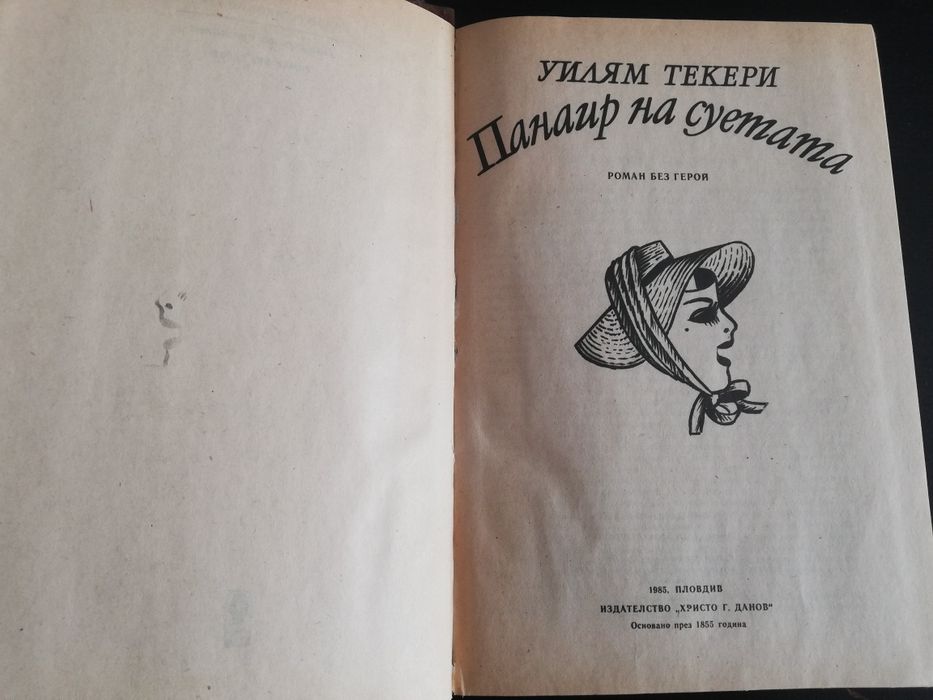 УИЛЯМ ТЕКЕРИ
Панаир на суетата
РОМАН БЕЗ ГЕРОЙ
1985, ПЛОВДИВ
ИЗДАТЕЛСТВО „ХРИСТО Г. ДАНОВ“
Основано през 1855 година